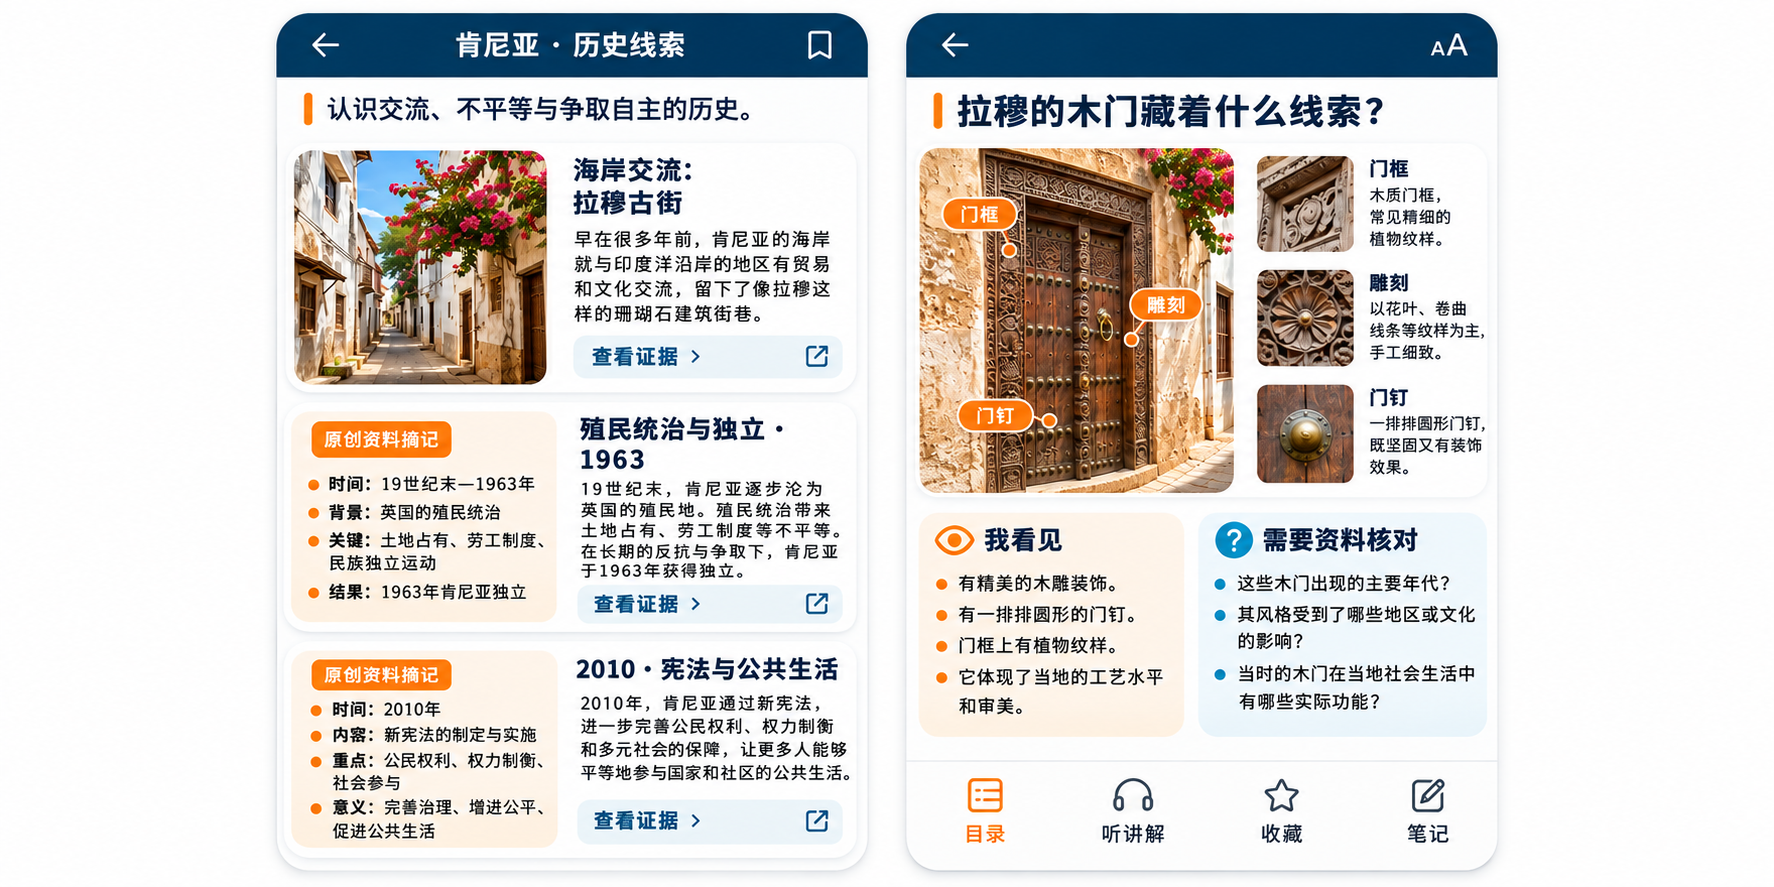 肯尼亚 · 历史线索
认识交流、不平等与争取自主的历史。
海岸交流：
拉穆古街
早在很多年前，肯尼亚的海岸
就与印度洋沿岸的地区有贸易
和文化交流，留下了像拉穆这
样的珊瑚石建筑街巷。
查看证据
原创资料摘记
时间：19世纪末—1963年
背景：英国的殖民统治
关键：土地占有、劳工制度、
民族独立运动
结果：1963年肯尼亚独立
殖民统治与独立 ·
1963
19世纪末，肯尼亚逐步沦为
英国的殖民地。殖民统治带来
土地占有、劳工制度等不平等。
在长期的反抗与争取下，肯尼亚
于1963年获得独立。
查看证据
原创资料摘记
时间：2010年
内容：新宪法的制定与实施
重点：公民权利、权力制衡、
社会参与
意义：完善治理、增进公平、
促进公共生活
2010 · 宪法与公共生活
2010年，肯尼亚通过新宪法，
进一步完善公民权利、权力制衡
和多元社会的保障，让更多人能够
平等地参与国家和社区的公共生活。
查看证据
AA
拉穆的木门藏着什么线索？
门框
雕刻
门钉
门框
木质门框，
常见精细的
植物纹样。
雕刻
以花叶、卷曲
线条等纹样为主，
手工细致。
门钉
一排排圆形门钉，
既坚固又有装饰
效果。
我看见
有精美的木雕装饰。
有一排排圆形的门钉。
门框上有植物纹样。
它体现了当地的工艺水平
和审美。
需要资料核对
这些木门出现的主要年代？
其风格受到了哪些地区或文化
的影响？
当时的木门在当地社会生活中
有哪些实际功能？
目录
听讲解
收藏
笔记